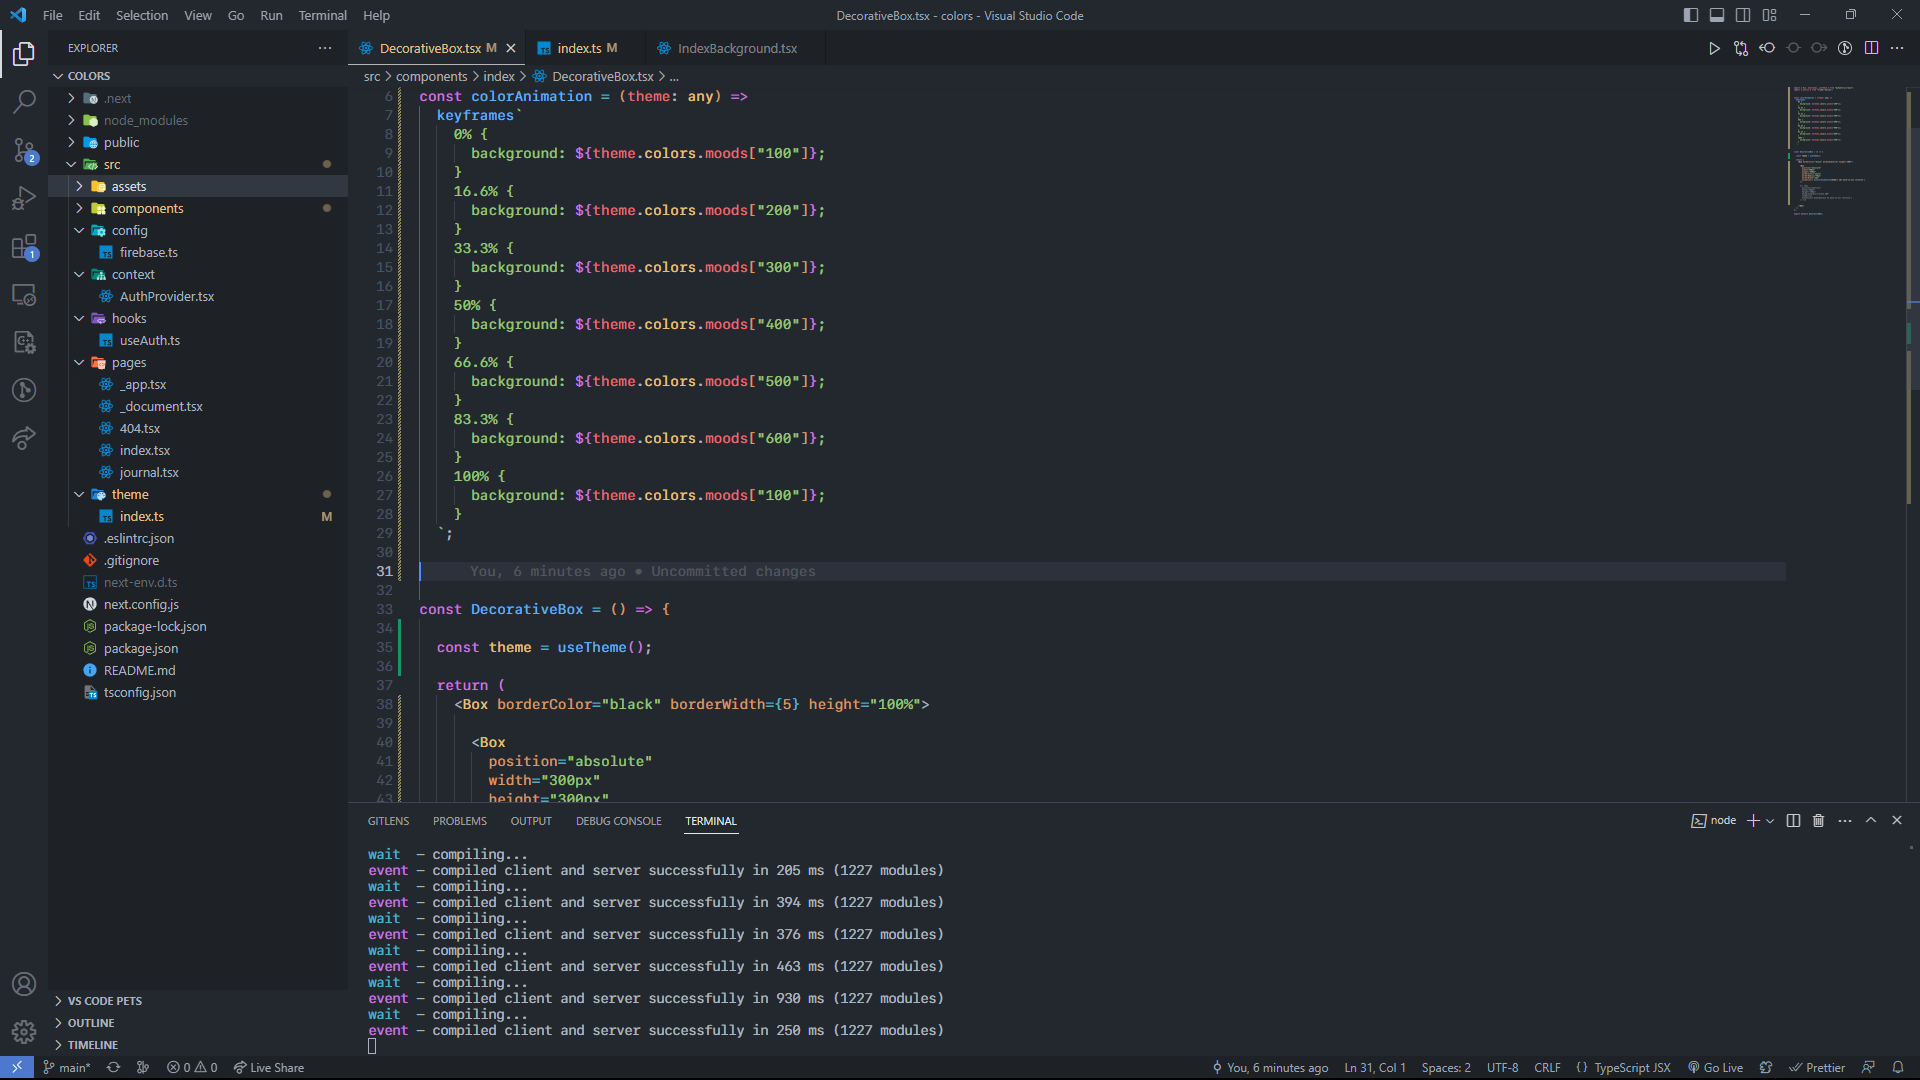 File Edit Selection View Go Run Terminal Help
DecorativeBox.tsx - colors - Visual Studio Code
EXPLORER
DecorativeBox.tsx M
index.ts M
IndexBackground.tsx
COLORS
src > components > index > DecorativeBox.tsx > ...
.next
node_modules
public
src
assets
components
config
firebase.ts
context
AuthProvider.tsx
hooks
useAuth.ts
pages
_app.tsx
_document.tsx
404.tsx
index.tsx
journal.tsx
theme
index.ts M
.eslintrc.json
.gitignore
next-env.d.ts
next.config.js
package-lock.json
package.json
README.md
tsconfig.json
VS CODE PETS
OUTLINE
TIMELINE
2
1
6 const colorAnimation = (theme: any) =>
7 keyframes`
8 0% {
9 background: ${theme.colors.moods["100"]};
10 }
11 16.6% {
12 background: ${theme.colors.moods["200"]};
13 }
14 33.3% {
15 background: ${theme.colors.moods["300"]};
16 }
17 50% {
18 background: ${theme.colors.moods["400"]};
19 }
20 66.6% {
21 background: ${theme.colors.moods["500"]};
22 }
23 83.3% {
24 background: ${theme.colors.moods["600"]};
25 }
26 100% {
27 background: ${theme.colors.moods["100"]};
28 }
29 `;
30
31 You, 6 minutes ago • Uncommitted changes
32
33 const DecorativeBox = () => {
34
35 const theme = useTheme();
36
37 return (
38 <Box borderColor="black" borderWidth={5} height="100%">
39
40 <Box
41 position="absolute"
42 width="300px"
43 height="300px"
GITLENS PROBLEMS OUTPUT DEBUG CONSOLE TERMINAL
node
wait – compiling...
event – compiled client and server successfully in 205 ms (1227 modules)
wait – compiling...
event – compiled client and server successfully in 394 ms (1227 modules)
wait – compiling...
event – compiled client and server successfully in 376 ms (1227 modules)
wait – compiling...
event – compiled client and server successfully in 463 ms (1227 modules)
wait – compiling...
event – compiled client and server successfully in 930 ms (1227 modules)
wait – compiling...
event – compiled client and server successfully in 250 ms (1227 modules)
main* 0 0 Live Share
You, 6 minutes ago Ln 31, Col 1 Spaces: 2 UTF-8 CRLF {} TypeScript JSX Go Live Prettier